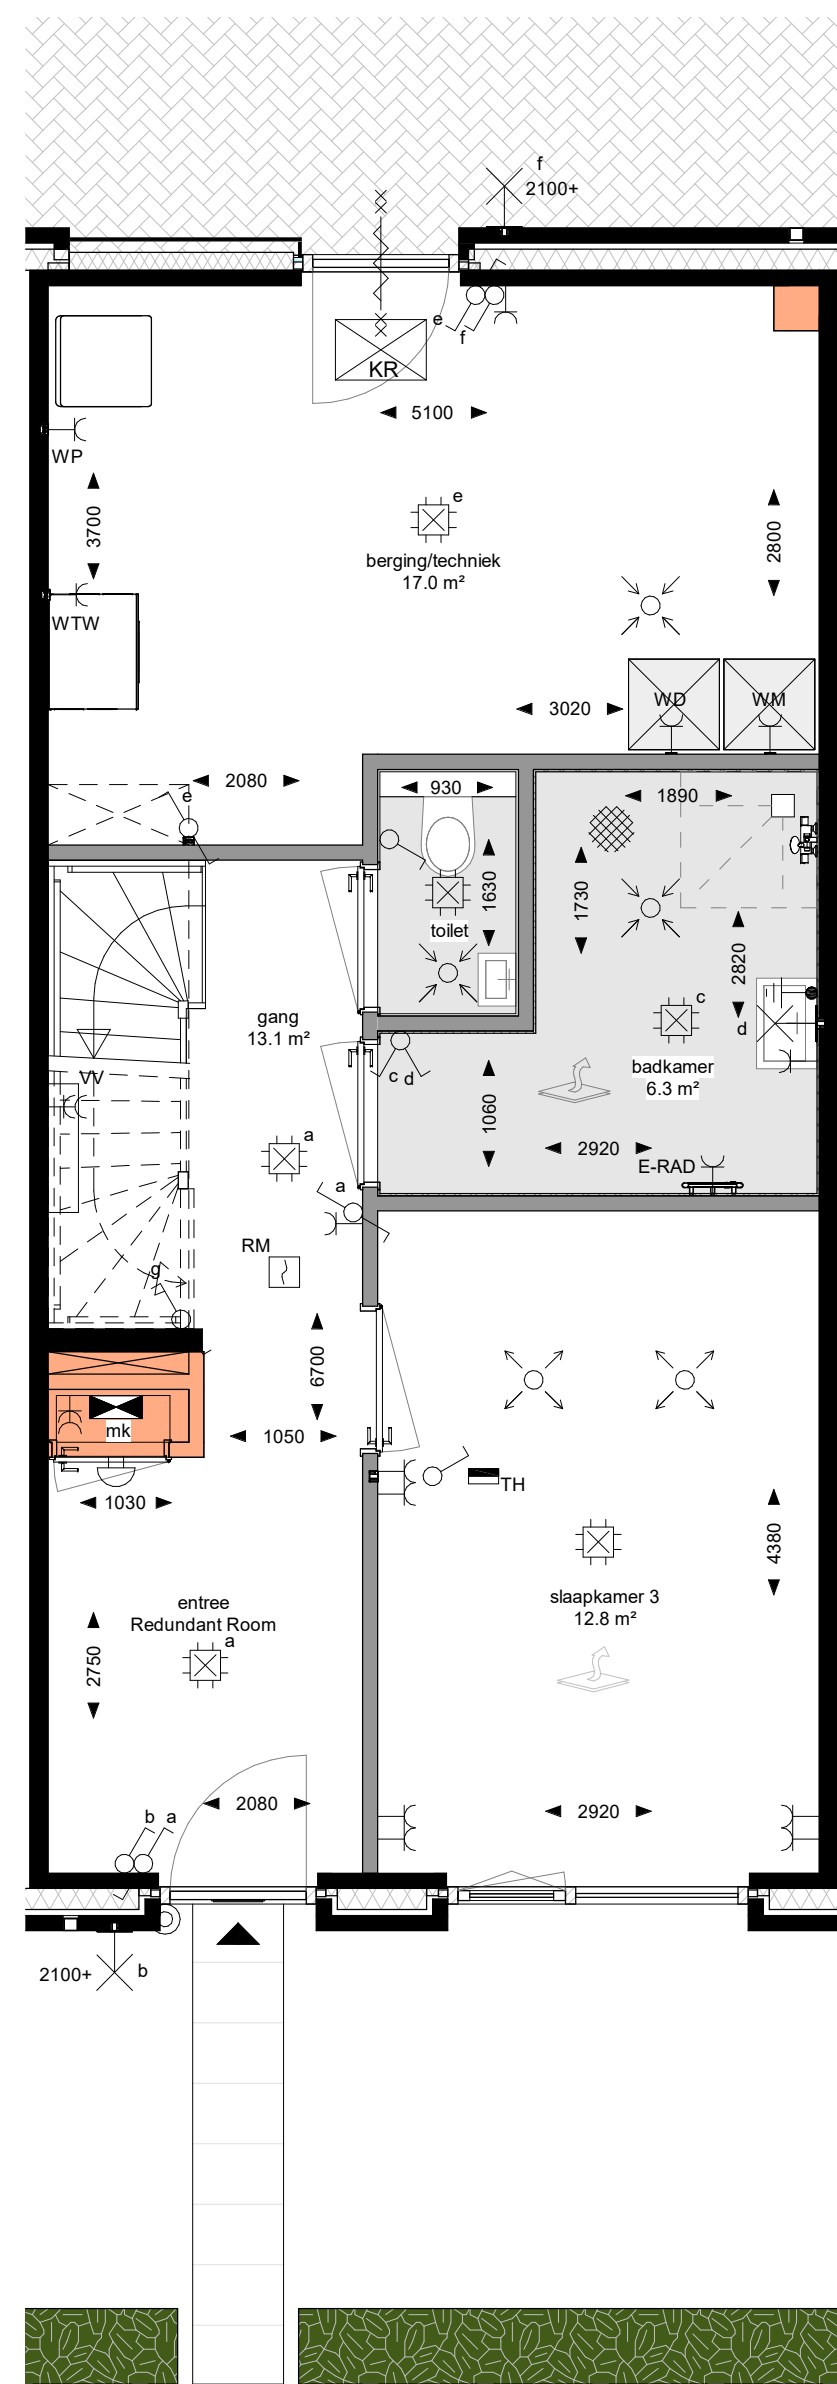 f
2100+
e
f
KR
5100
WP
e
3700
2800
berging/techniek
17.0 m²
WTW
WD
WM
3020
2080
930
1890
e
1630
1730
toilet
2820
gang
13.1 m²
c
d
badkamer
6.3 m²
VV
c d
1060
a
2920
E-RAD
a
RM
g
6700
mk
1050
TH
1030
4380
slaapkamer 3
12.8 m²
entree
Redundant Room
a
2750
2080
2920
b a
2100+
b